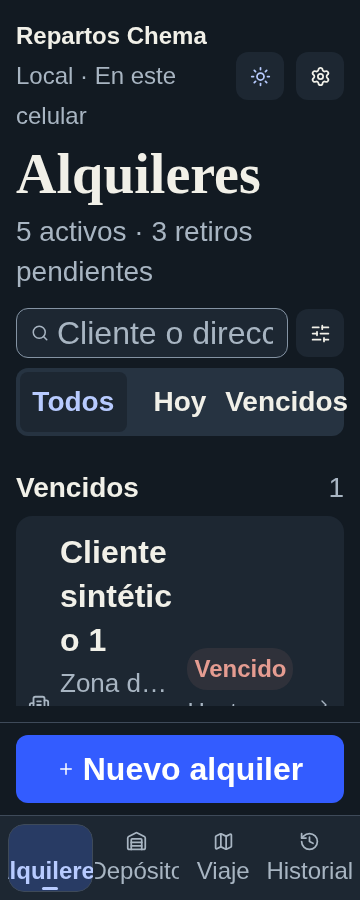 Repartos Chema
Local · En este
celular
Alquileres
5 activos · 3 retiros
pendientes
Cliente o direcc
Todos Hoy Vencidos
Vencidos 1
Cliente
sintétic
o 1
Zona d…
Vencido
+ Nuevo alquiler
lquilere Depósito Viaje Historial